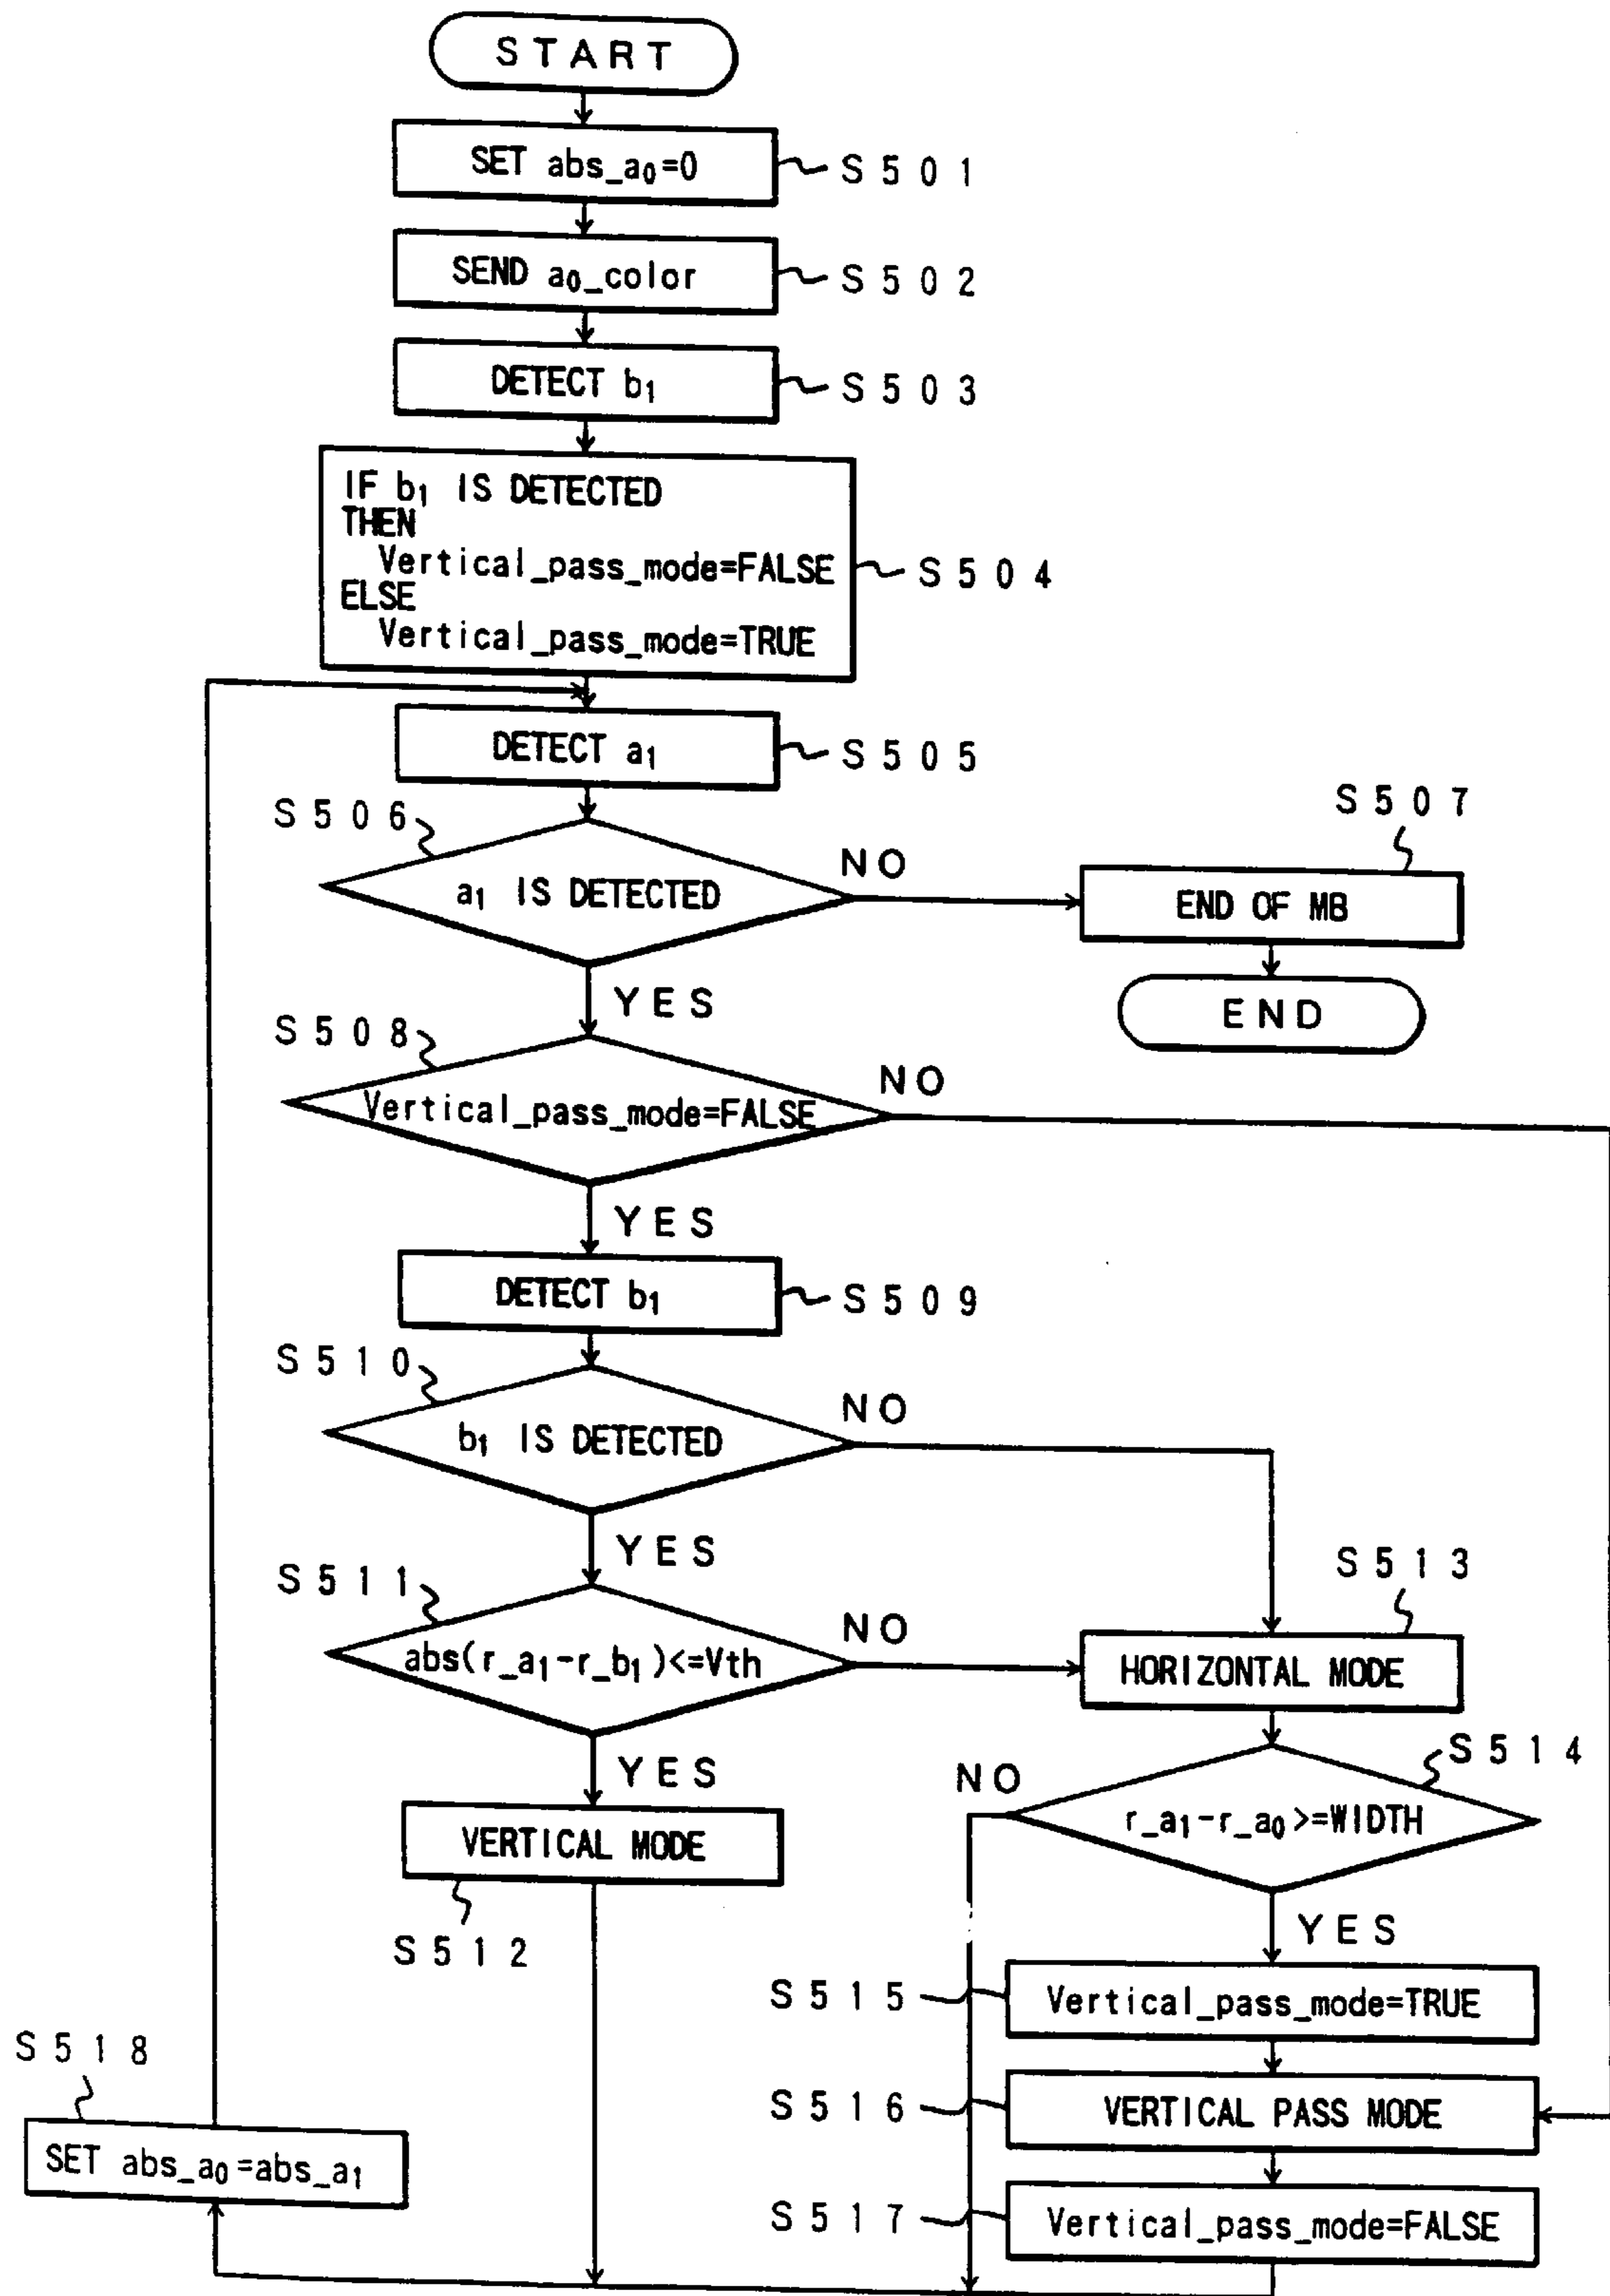 START
SET abs_a₀=0
S501
SEND a₀_color
S502
DETECT b₁
S503
IF b₁ IS DETECTED
THEN
Vertical_pass_mode=FALSE
ELSE
Vertical_pass_mode=TRUE
S504
DETECT a₁
S505
S506
a₁ IS DETECTED
NO
S507
END OF MB
END
YES
S508
Vertical_pass_mode=FALSE
NO
YES
DETECT b₁
S509
S510
b₁ IS DETECTED
NO
YES
S511
abs(r_a₁-r_b₁)<=Vth
NO
S513
HORIZONTAL MODE
YES
VERTICAL MODE
S512
S514
NO
r_a₁-r_a₀>=WIDTH
YES
S515
Vertical_pass_mode=TRUE
S516
VERTICAL PASS MODE
S517
Vertical_pass_mode=FALSE
S518
SET abs_a₀=abs_a₁